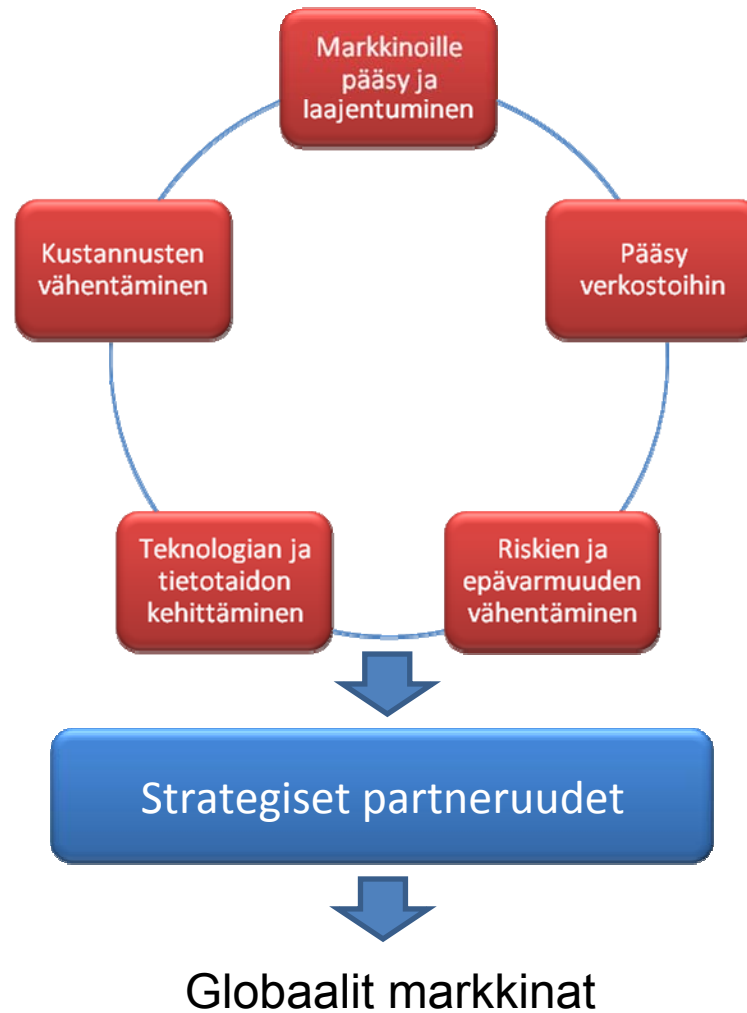 Markkinoille
pääsy ja
laajentuminen
Kustannusten
vähentäminen
Pääsy
verkostoihin
Teknologian ja
tietotaidon
kehittäminen
Riskien ja
epävarmuuden
vähentäminen
Strategiset partneruudet
Globaalit markkinat